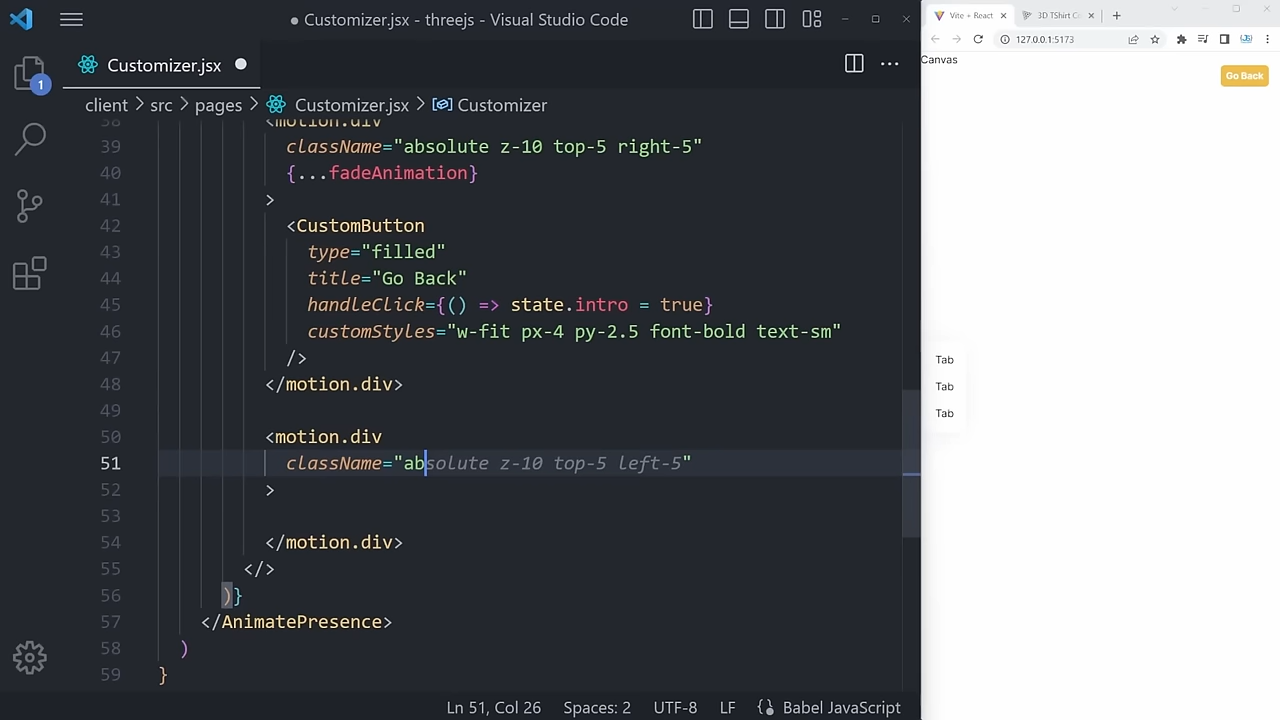 Customizer.jsx - threejs - Visual Studio Code
Customizer.jsx
1
client > src > pages > Customizer.jsx > Customizer
38 <motion.div
39 className="absolute z-10 top-5 right-5"
40 {...fadeAnimation}
41 >
42 <CustomButton
43 type="filled"
44 title="Go Back"
45 handleClick={() => state.intro = true}
46 customStyles="w-fit px-4 py-2.5 font-bold text-sm"
47 />
48 </motion.div>
49
50 <motion.div
51 className="absolute z-10 top-5 left-5"
52 >
53
54 </motion.div>
55 </>
56 )}
57 </AnimatePresence>
58 )
59 }
Ln 51, Col 26 Spaces: 2 UTF-8 LF Babel JavaScript
Vite + React
3D TShirt C
127.0.0.1:5173
Canvas
Go Back
Tab
Tab
Tab